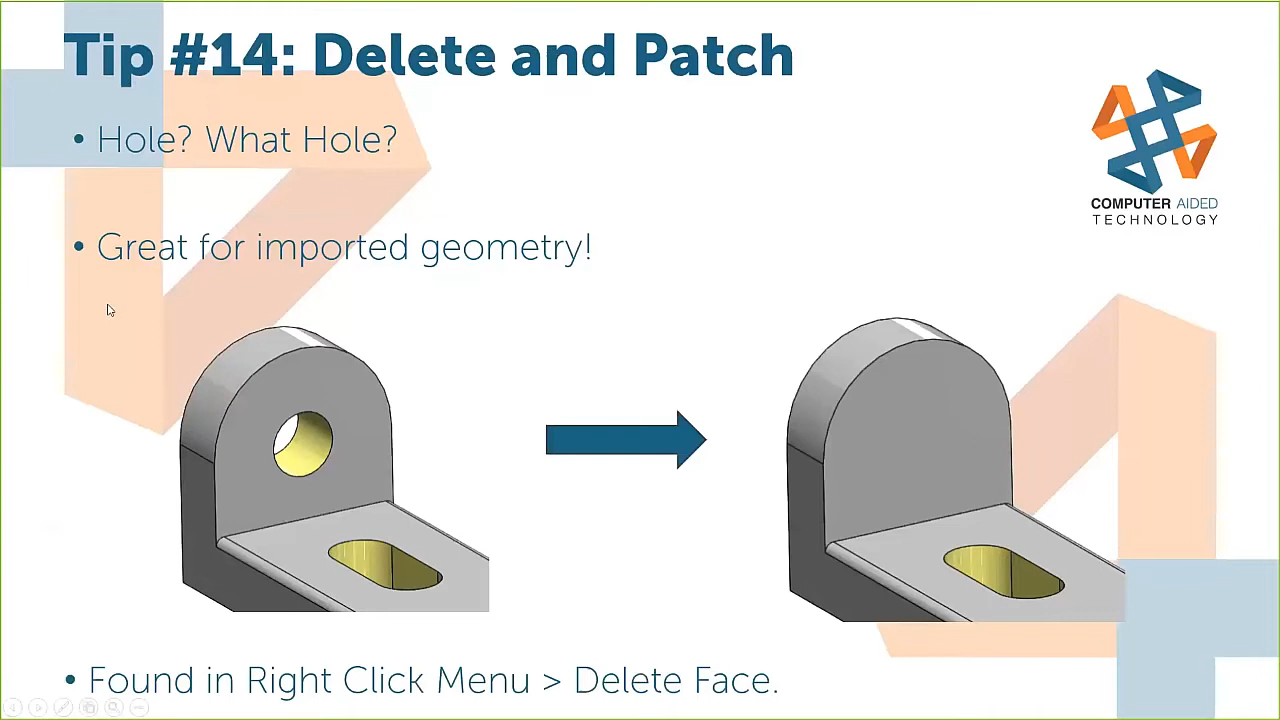 Tip #14: Delete and Patch
• Hole? What Hole?
COMPUTER AIDED
TECHNOLOGY
• Great for imported geometry!
• Found in Right Click Menu > Delete Face.